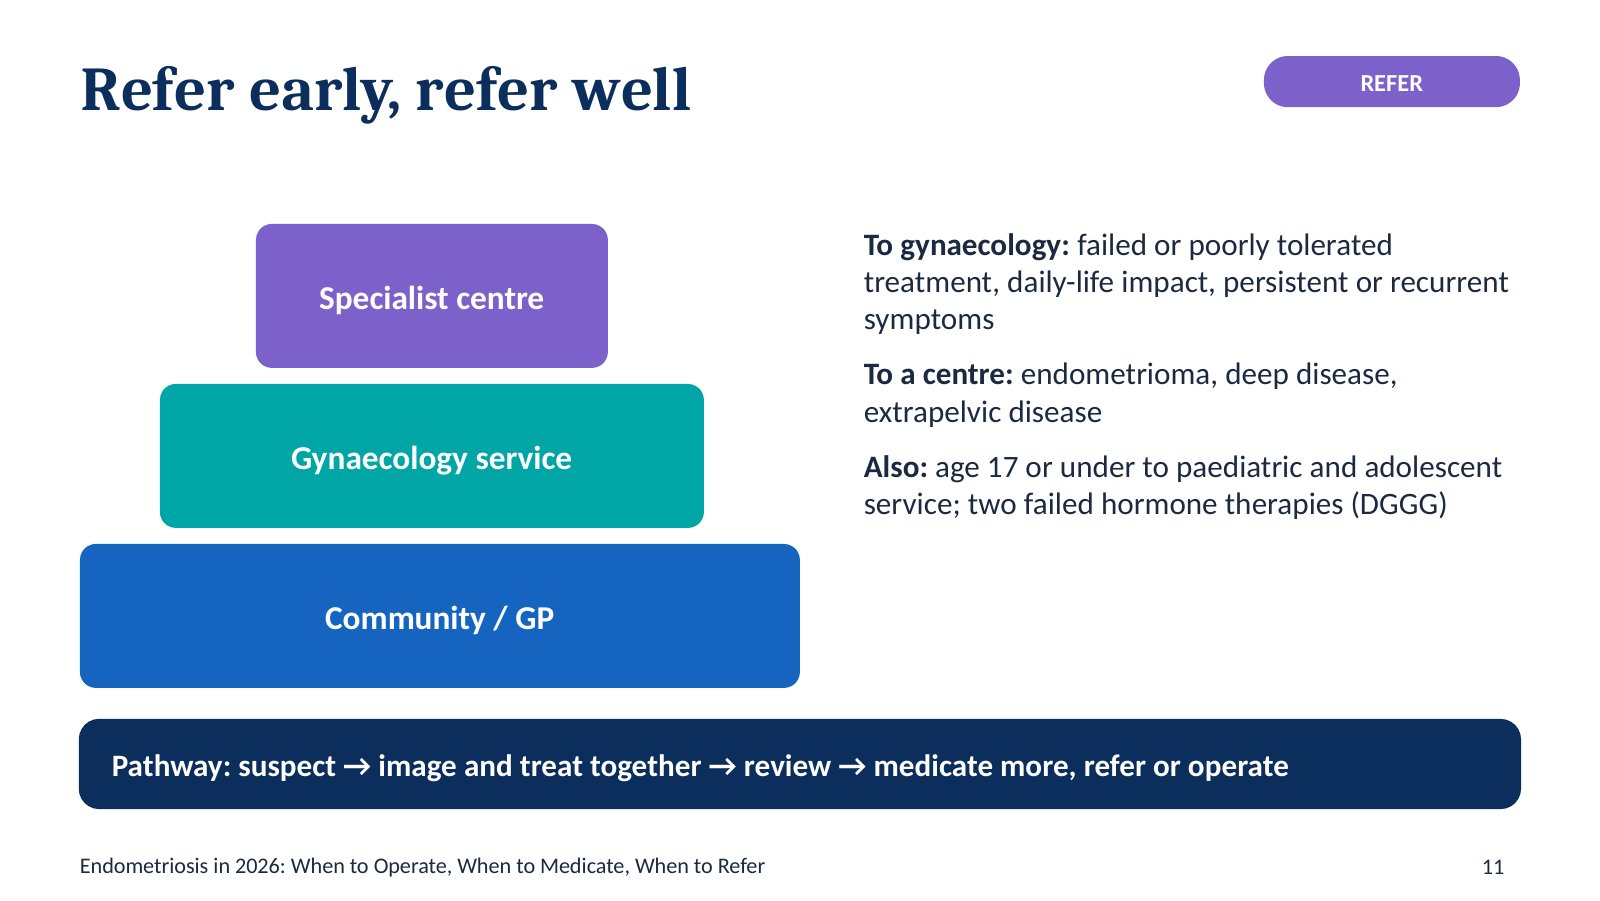 Refer early, refer well
REFER
Specialist centre
Gynaecology service
Community / GP
To gynaecology: failed or poorly tolerated
treatment, daily-life impact, persistent or recurrent
symptoms
To a centre: endometrioma, deep disease,
extrapelvic disease
Also: age 17 or under to paediatric and adolescent
service; two failed hormone therapies (DGGG)
Pathway: suspect → image and treat together → review → medicate more, refer or operate
Endometriosis in 2026: When to Operate, When to Medicate, When to Refer
11